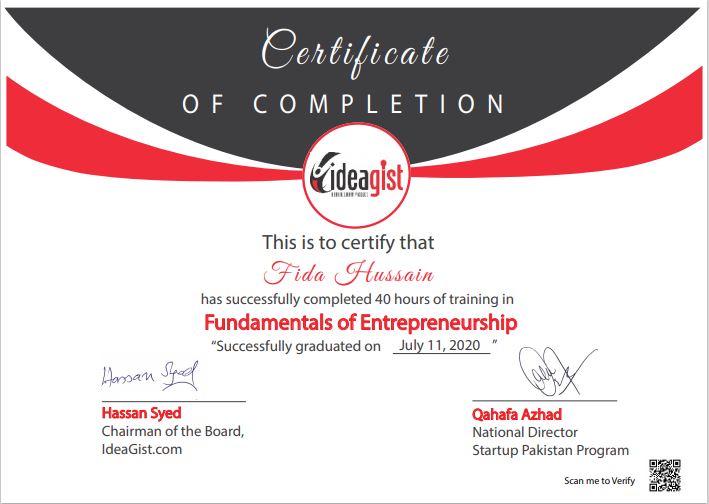 Certificate
OF COMPLETION
ideagist
This is to certify that
Fida Hussain
has successfully completed 40 hours of training in
Fundamentals of Entrepreneurship
“Successfully graduated on July 11, 2020 ”
Hassan Syed
Hassan Syed
Chairman of the Board,
IdeaGist.com
Qahafa Azhad
National Director
Startup Pakistan Program
Scan me to Verify